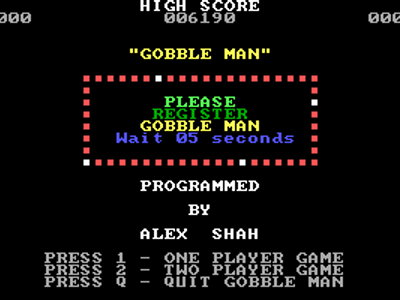 HIGH SCORE
000 006190 000
"GOBBLE MAN"
PLEASE
REGISTER
GOBBLE MAN
Wait 05 seconds
PROGRAMMED
BY
ALEX SHAH
PRESS 1 - ONE PLAYER GAME
PRESS 2 - TWO PLAYER GAME
PRESS Q - QUIT GOBBLE MAN